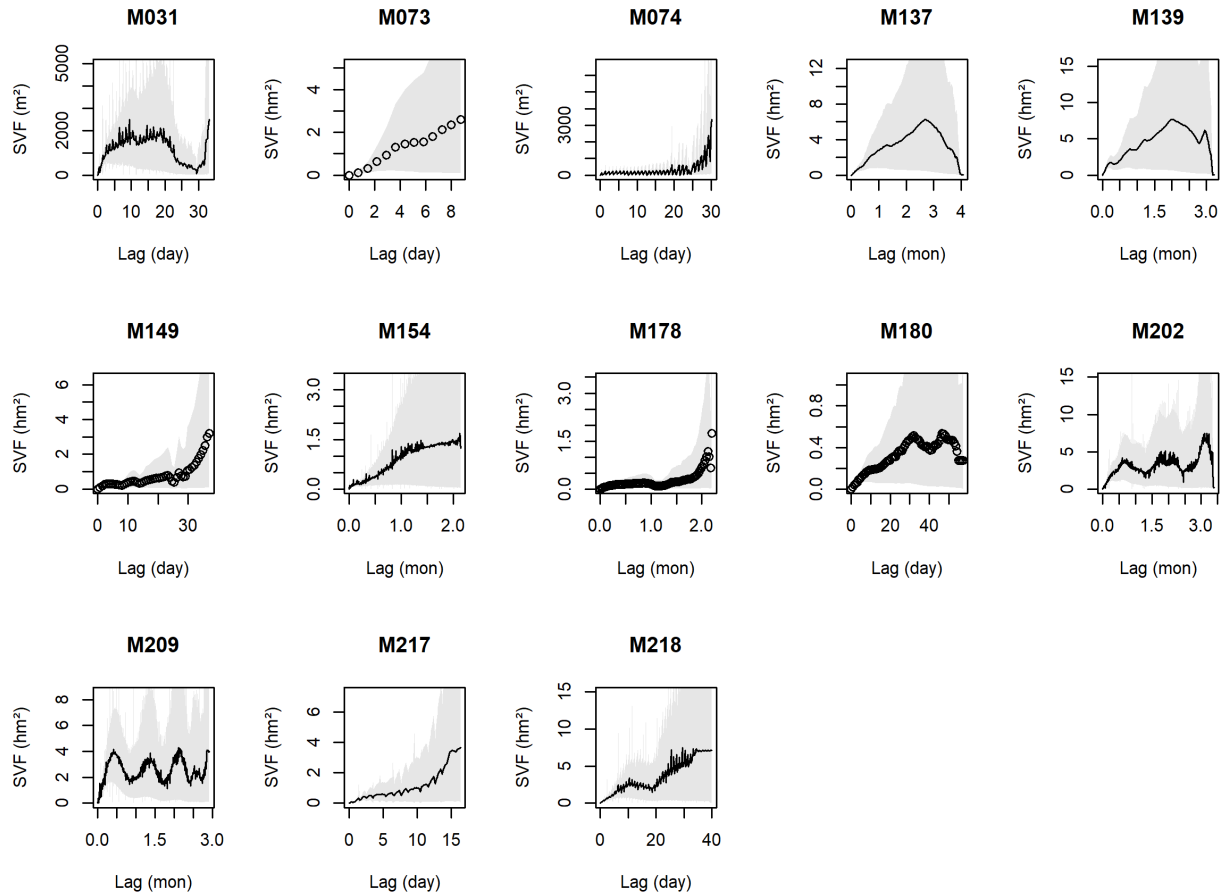 M031 M073 M074 M137 M139
SVF (m²) SVF (hm²) SVF (m²) SVF (hm²) SVF (hm²)
5000 2000 0
4 2 0
3000 0
12 8 4 0
15 10 5 0
0 10 20 30
0 2 4 6 8
0 10 20 30
0 1 2 3 4
0.0 1.5 3.0
Lag (day) Lag (day) Lag (day) Lag (mon) Lag (mon)
M149 M154 M178 M180 M202
SVF (hm²) SVF (hm²) SVF (hm²) SVF (hm²) SVF (hm²)
6 4 2 0
3.0 1.5 0.0
3.0 1.5 0.0
0.8 0.4 0.0
15 10 5 0
0 10 30
0.0 1.0 2.0
0.0 1.0 2.0
0 20 40
0.0 1.5 3.0
Lag (day) Lag (mon) Lag (mon) Lag (day) Lag (mon)
M209 M217 M218
SVF (hm²) SVF (hm²) SVF (hm²)
8 6 4 2 0
6 4 2 0
15 10 5 0
0.0 1.5 3.0
0 5 10 15
0 20 40
Lag (mon) Lag (day) Lag (day)